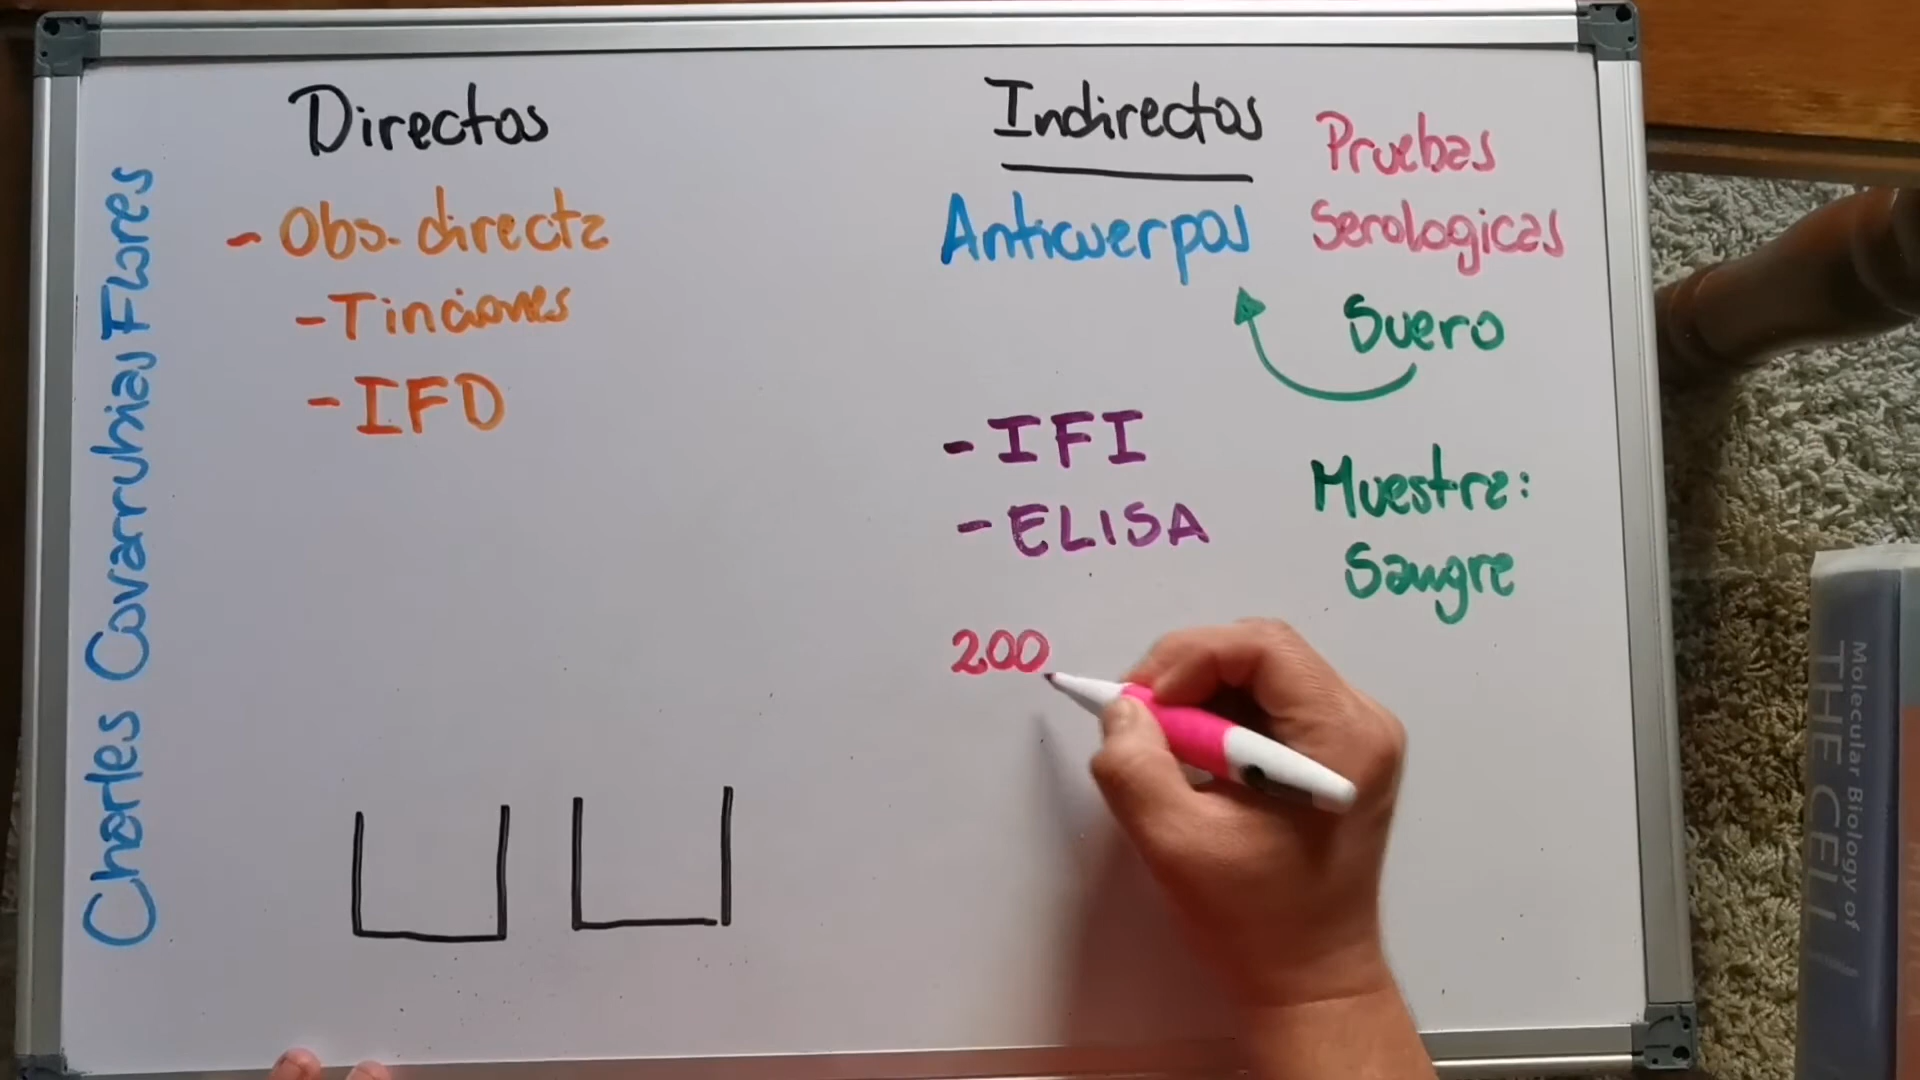 Directos
- Obs. directa
- Tinciones
- IFD
Indirectos
Anticuerpos
Pruebas
Serologicas
Suero
- IFI
- ELISA
Muestra:
Sangre
200
Charles Covarrubias Flores
Molecular Biology of
THE CELL